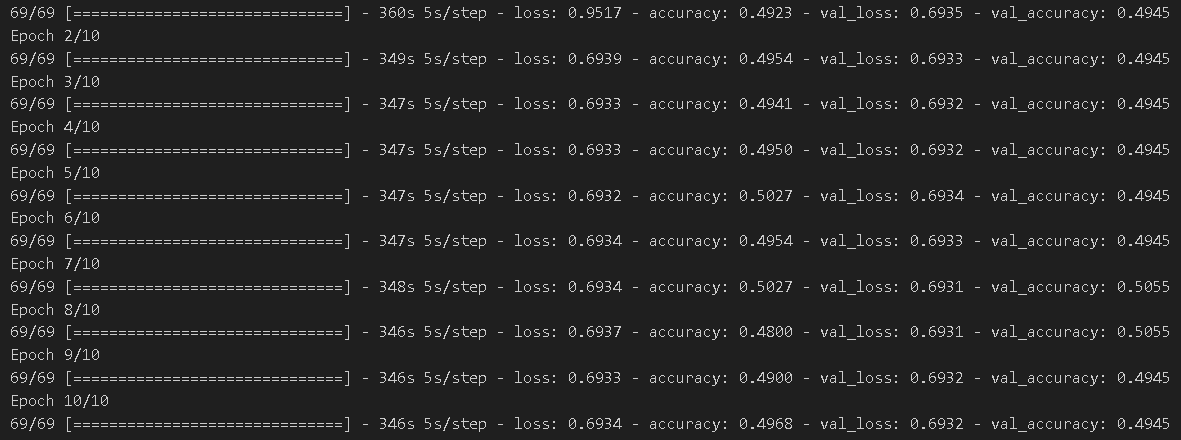 69/69 [==============================] - 360s 5s/step - loss: 0.9517 - accuracy: 0.4923 - val_loss: 0.6935 - val_accuracy: 0.4945
Epoch 2/10
69/69 [==============================] - 349s 5s/step - loss: 0.6939 - accuracy: 0.4954 - val_loss: 0.6933 - val_accuracy: 0.4945
Epoch 3/10
69/69 [==============================] - 347s 5s/step - loss: 0.6933 - accuracy: 0.4941 - val_loss: 0.6932 - val_accuracy: 0.4945
Epoch 4/10
69/69 [==============================] - 347s 5s/step - loss: 0.6933 - accuracy: 0.4950 - val_loss: 0.6932 - val_accuracy: 0.4945
Epoch 5/10
69/69 [==============================] - 347s 5s/step - loss: 0.6932 - accuracy: 0.5027 - val_loss: 0.6934 - val_accuracy: 0.4945
Epoch 6/10
69/69 [==============================] - 347s 5s/step - loss: 0.6934 - accuracy: 0.4954 - val_loss: 0.6933 - val_accuracy: 0.4945
Epoch 7/10
69/69 [==============================] - 348s 5s/step - loss: 0.6934 - accuracy: 0.5027 - val_loss: 0.6931 - val_accuracy: 0.5055
Epoch 8/10
69/69 [==============================] - 346s 5s/step - loss: 0.6937 - accuracy: 0.4800 - val_loss: 0.6931 - val_accuracy: 0.5055
Epoch 9/10
69/69 [==============================] - 346s 5s/step - loss: 0.6933 - accuracy: 0.4900 - val_loss: 0.6932 - val_accuracy: 0.4945
Epoch 10/10
69/69 [==============================] - 346s 5s/step - loss: 0.6934 - accuracy: 0.4968 - val_loss: 0.6932 - val_accuracy: 0.4945